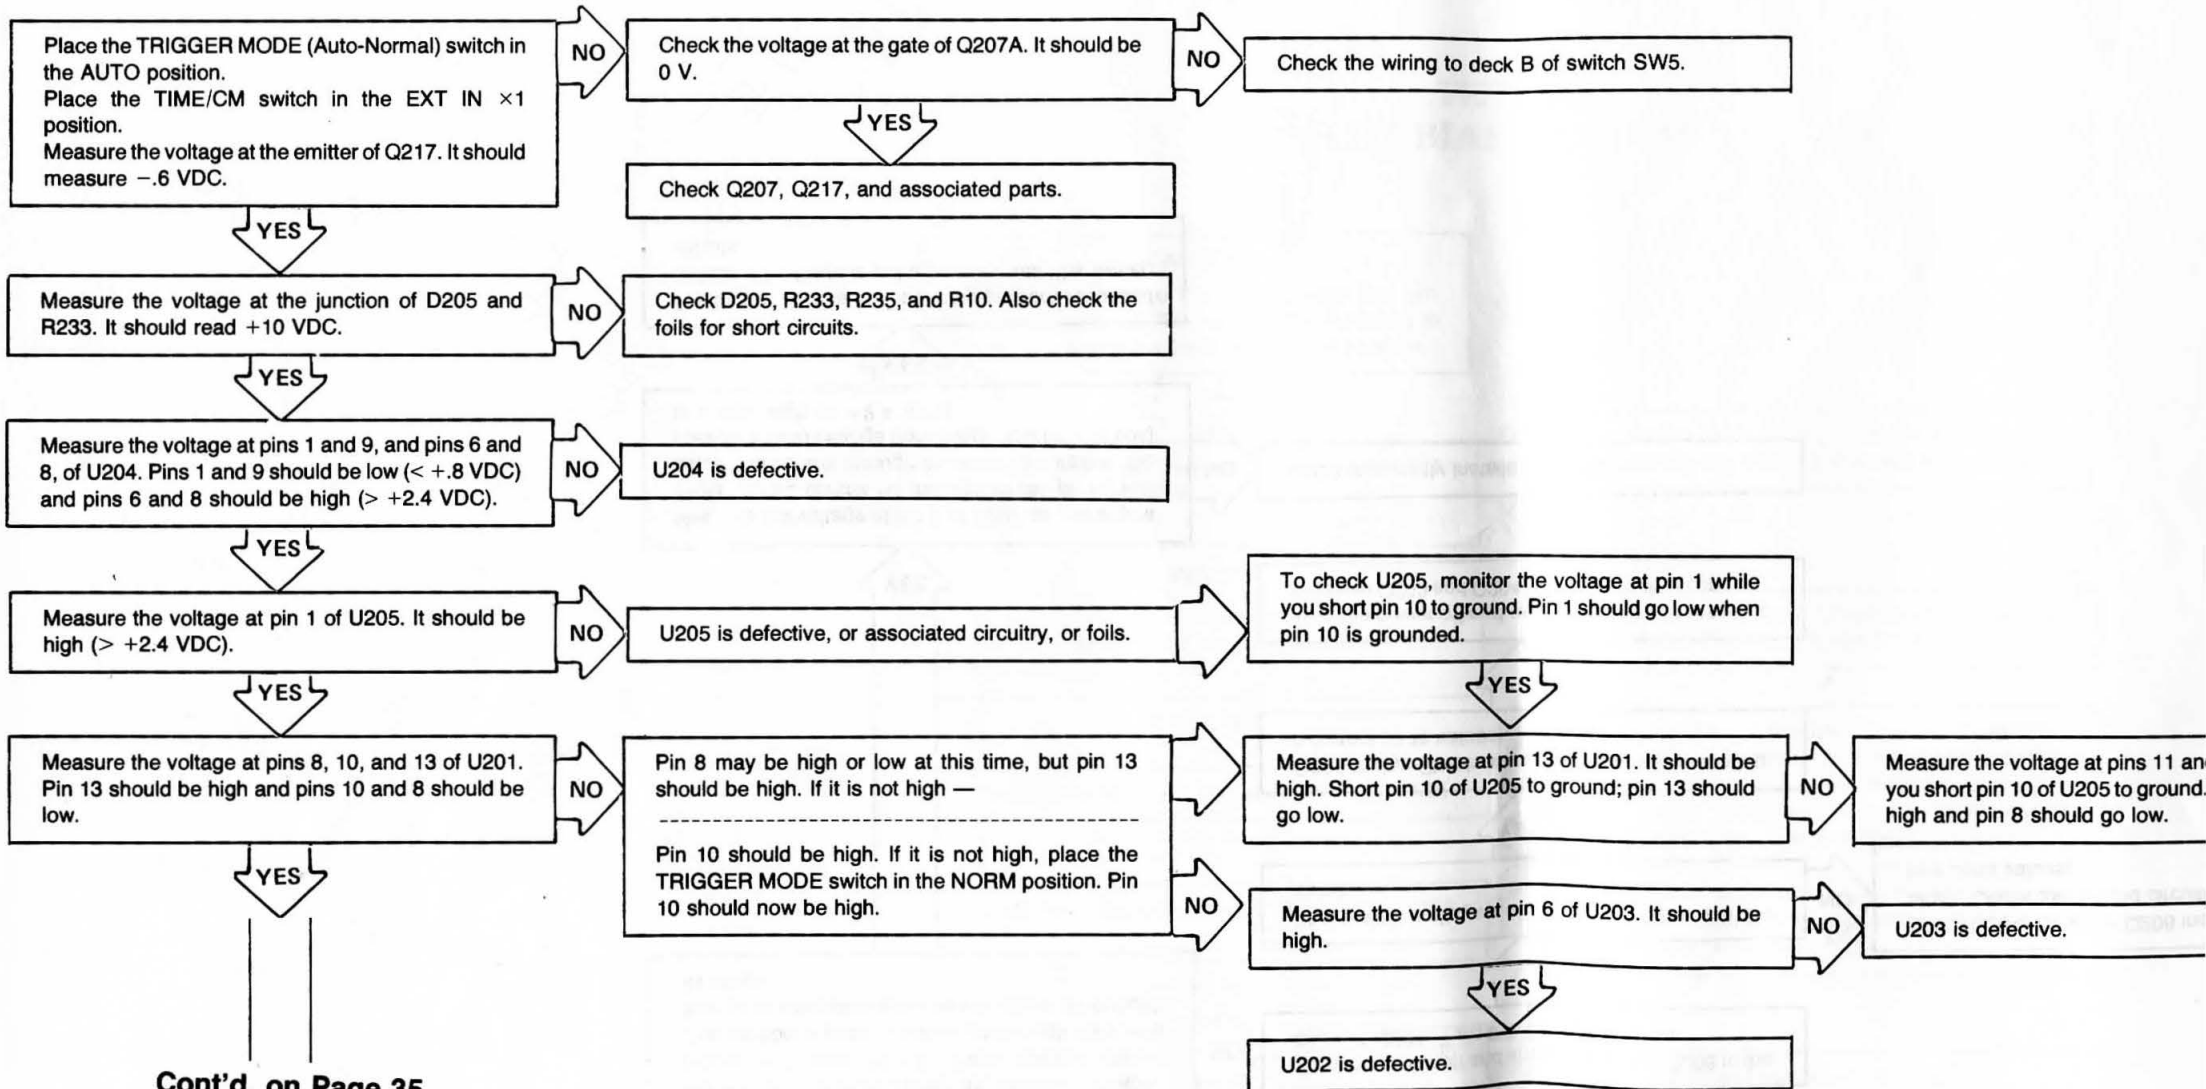 Place the TRIGGER MODE (Auto-Normal) switch in
the AUTO position.
Place the TIME/CM switch in the EXT IN ×1
position.
Measure the voltage at the emitter of Q217. It should
measure −.6 VDC.
NO
Check the voltage at the gate of Q207A. It should be
0 V.
NO
Check the wiring to deck B of switch SW5.
YES
Check Q207, Q217, and associated parts.
YES
Measure the voltage at the junction of D205 and
R233. It should read +10 VDC.
NO
Check D205, R233, R235, and R10. Also check the
foils for short circuits.
YES
Measure the voltage at pins 1 and 9, and pins 6 and
8, of U204. Pins 1 and 9 should be low (< +.8 VDC)
and pins 6 and 8 should be high (> +2.4 VDC).
NO
U204 is defective.
YES
Measure the voltage at pin 1 of U205. It should be
high (> +2.4 VDC).
NO
U205 is defective, or associated circuitry, or foils.
To check U205, monitor the voltage at pin 1 while
you short pin 10 to ground. Pin 1 should go low when
pin 10 is grounded.
YES
YES
Measure the voltage at pins 8, 10, and 13 of U201.
Pin 13 should be high and pins 10 and 8 should be
low.
NO
Pin 8 may be high or low at this time, but pin 13
should be high. If it is not high —
Pin 10 should be high. If it is not high, place the
TRIGGER MODE switch in the NORM position. Pin
10 should now be high.
Measure the voltage at pin 13 of U201. It should be
high. Short pin 10 of U205 to ground; pin 13 should
go low.
NO
Measure the voltage at pins 11
you short pin 10 of U205 to ground.
high and pin 8 should go low.
NO
Measure the voltage at pin 6 of U203. It should be
high.
NO
U203 is defective.
YES
U202 is defective.
YES
Cont'd. on Page 35